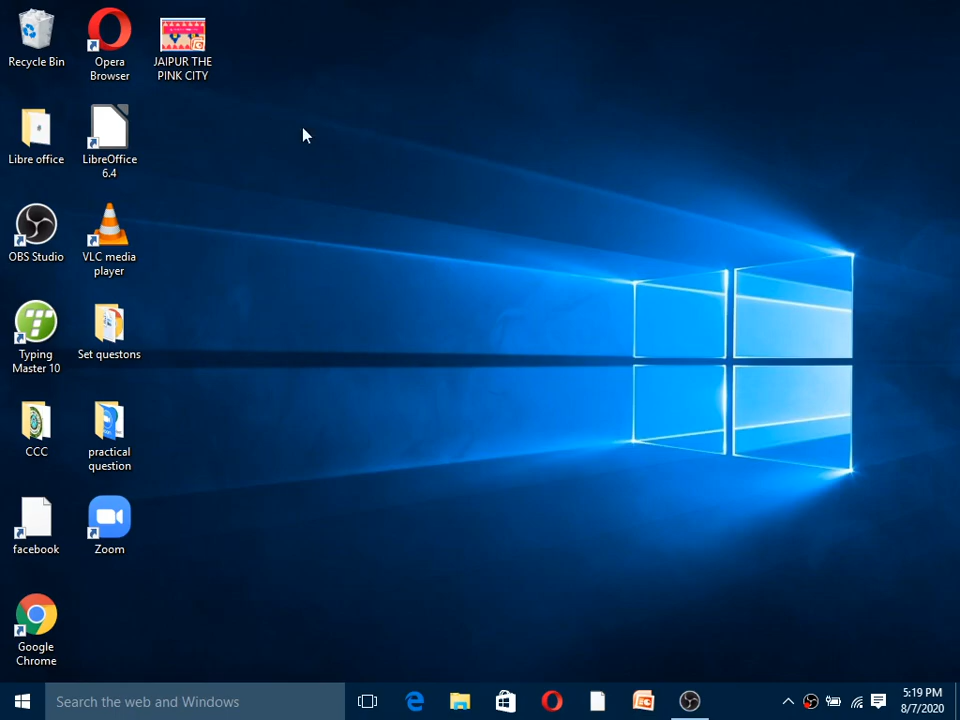 Recycle Bin
Opera
Browser
JAIPUR THE
PINK CITY
Libre office
LibreOffice
6.4
OBS Studio
VLC media
player
Typing
Master 10
Set questons
CCC
practical
question
facebook
Zoom
Google
Chrome
Search the web and Windows
5:19 PM
8/7/2020